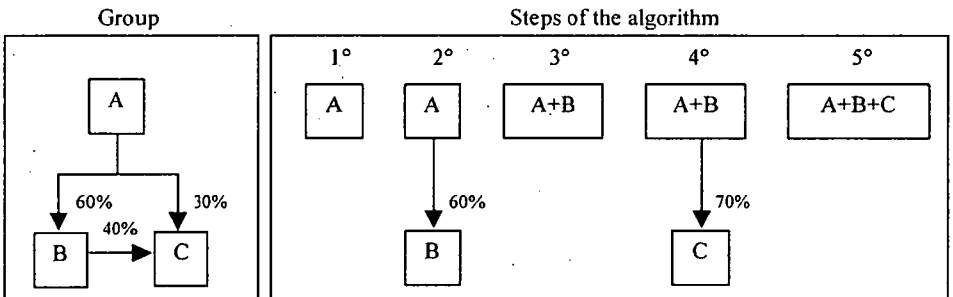 Group
Steps of the algorithm
1° 2° 3° 4° 5°
A
A A A+B A+B A+B+C
60% 30%
40%
60% 70%
B C
B C